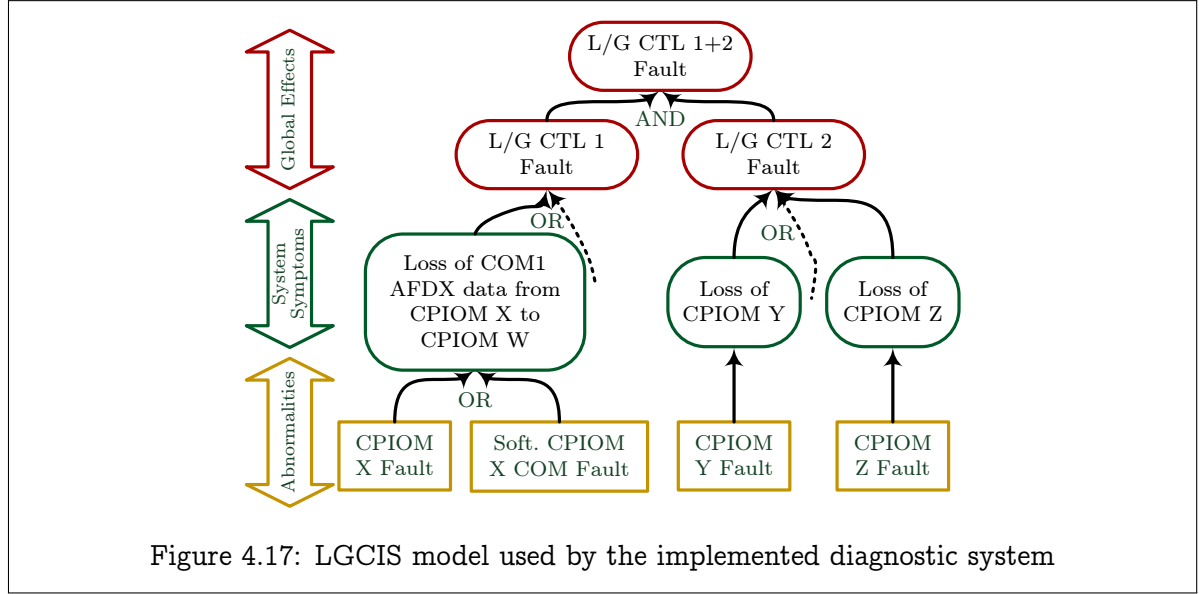 L/G CTL 1+2
Fault
AND
Global Effects
L/G CTL 1
Fault
L/G CTL 2
Fault
OR
OR
System
Symptoms
Loss of COM1
AFDX data from
CPIOM X to
CPIOM W
Loss of
CPIOM Y
Loss of
CPIOM Z
OR
Abnormalities
CPIOM
X Fault
Soft. CPIOM
X COM Fault
CPIOM
Y Fault
CPIOM
Z Fault
Figure 4.17: LGCIS model used by the implemented diagnostic system